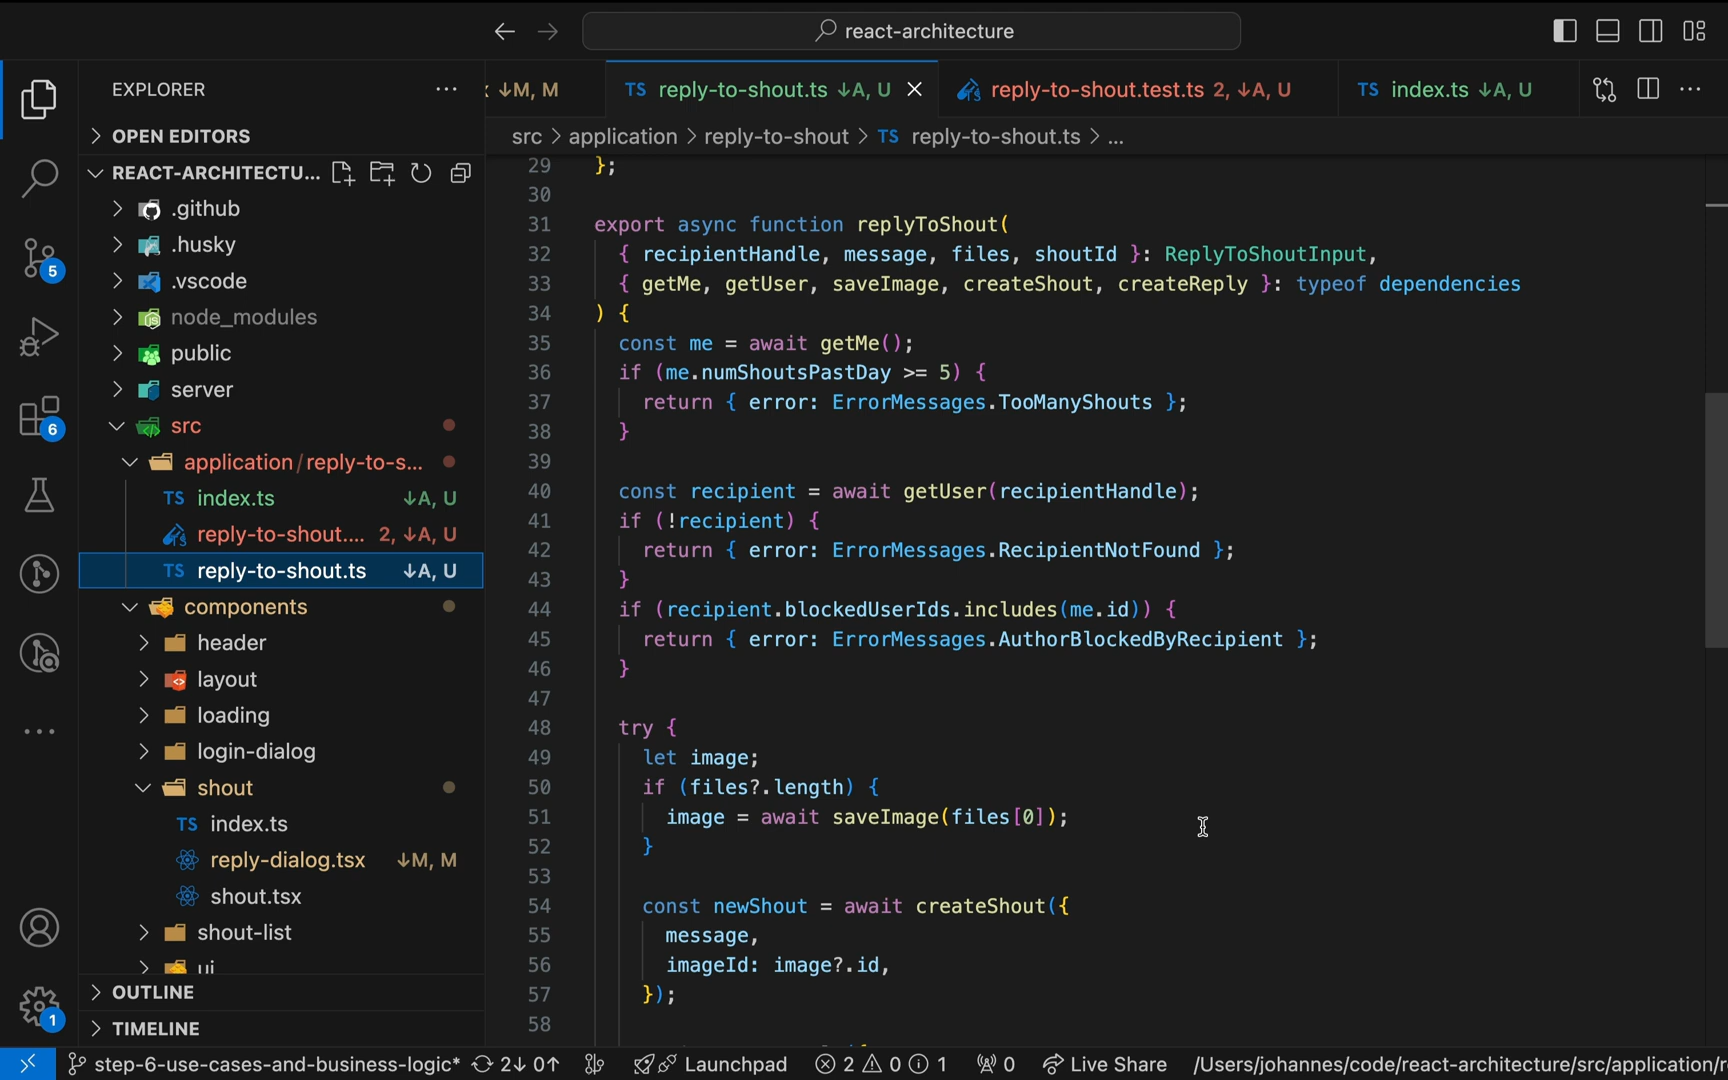 react-architecture
EXPLORER
OPEN EDITORS
REACT-ARCHITECTU...
.github
.husky
.vscode
node_modules
public
server
src
application/reply-to-s...
index.ts ↓A, U
reply-to-shout.... 2, ↓A, U
reply-to-shout.ts ↓A, U
components
header
layout
loading
login-dialog
shout
index.ts
reply-dialog.tsx ↓M, M
shout.tsx
shout-list
ui
OUTLINE
TIMELINE
5
6
1
↓M, M
TS reply-to-shout.ts ↓A, U
reply-to-shout.test.ts 2, ↓A, U
TS index.ts ↓A, U
src > application > reply-to-shout > TS reply-to-shout.ts > ...
29 };
30
31 export async function replyToShout(
32 { recipientHandle, message, files, shoutId }: ReplyToShoutInput,
33 { getMe, getUser, saveImage, createShout, createReply }: typeof dependencies
34 ) {
35 const me = await getMe();
36 if (me.numShoutsPastDay >= 5) {
37 return { error: ErrorMessages.TooManyShouts };
38 }
39
40 const recipient = await getUser(recipientHandle);
41 if (!recipient) {
42 return { error: ErrorMessages.RecipientNotFound };
43 }
44 if (recipient.blockedUserIds.includes(me.id)) {
45 return { error: ErrorMessages.AuthorBlockedByRecipient };
46 }
47
48 try {
49 let image;
50 if (files?.length) {
51 image = await saveImage(files[0]);
52 }
53
54 const newShout = await createShout({
55 message,
56 imageId: image?.id,
57 });
58
step-6-use-cases-and-business-logic* 2↓ 0↑ Launchpad 2 0 1 0 Live Share /Users/johannes/code/react-architecture/src/application/r